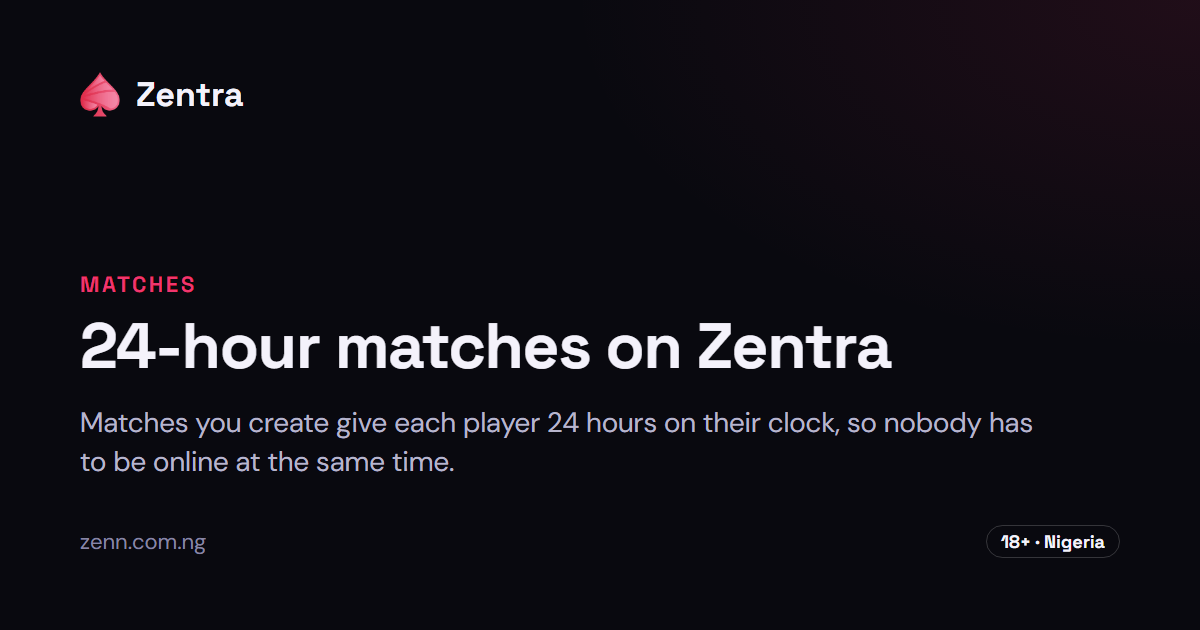 Zentra
MATCHES
24-hour matches on Zentra
Matches you create give each player 24 hours on their clock, so nobody has
to be online at the same time.
zenn.com.ng
18+ · Nigeria